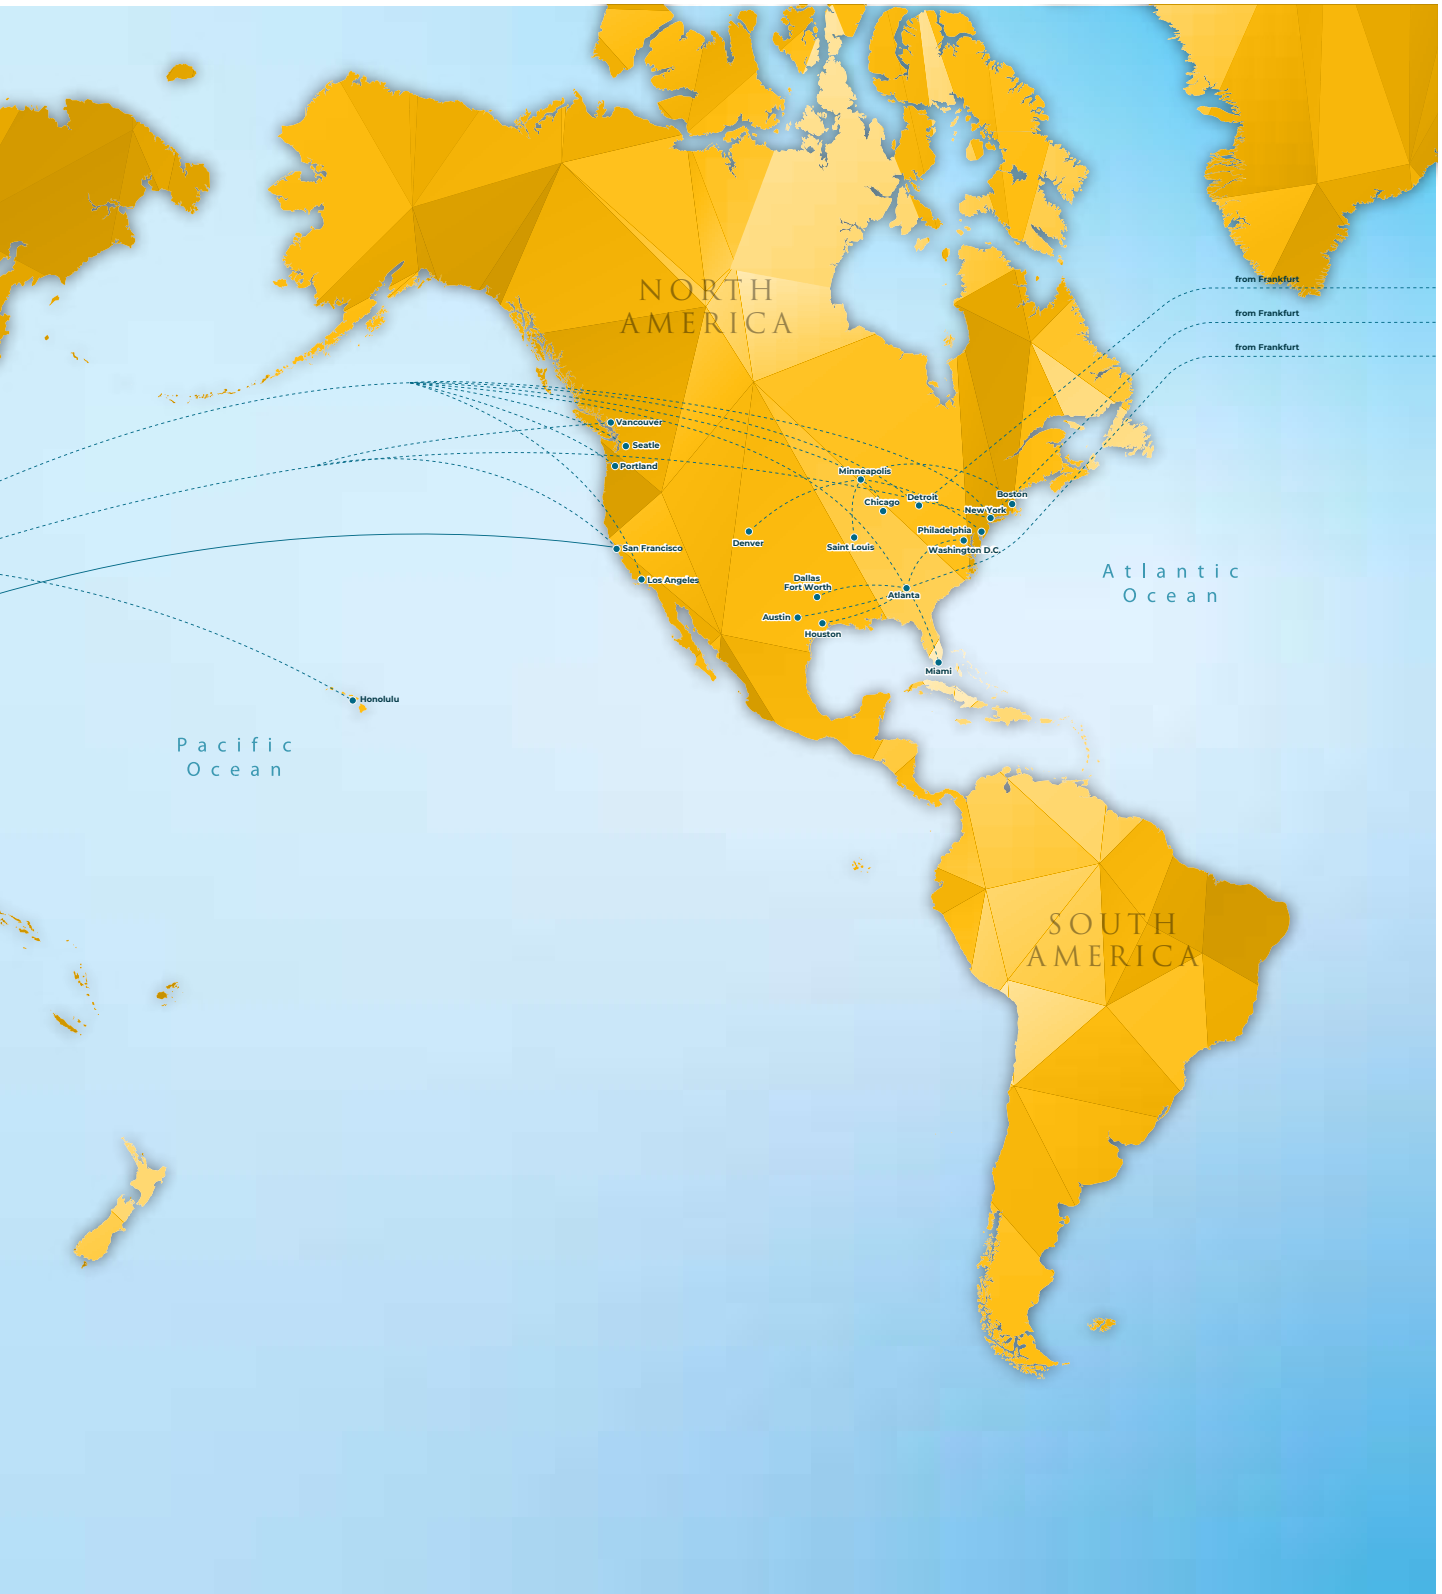 from Frankfurt
NORTH
AMERICA
from Frankfurt
from Frankfurt
Vancouver
Seatle
Portland
Minneapolis
Chicago
Detroit
Boston
New York
Philadelphia
Denver
Saint Louis
Washington D.C.
San Francisco
Los Angeles
Dallas
Fort Worth
Atlanta
Atlantic
Ocean
Austin
Houston
Miami
Honolulu
Pacific
Ocean
SOUTH
AMERICA